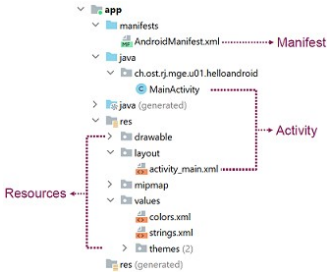 app
manifests
AndroidManifest.xml
Manifest
java
ch.ost.rj.mge.u01.helloandroid
MainActivity
java (generated)
Activity
res
drawable
layout
activity_main.xml
Resources
mipmap
values
colors.xml
strings.xml
themes (2)
res (generated)